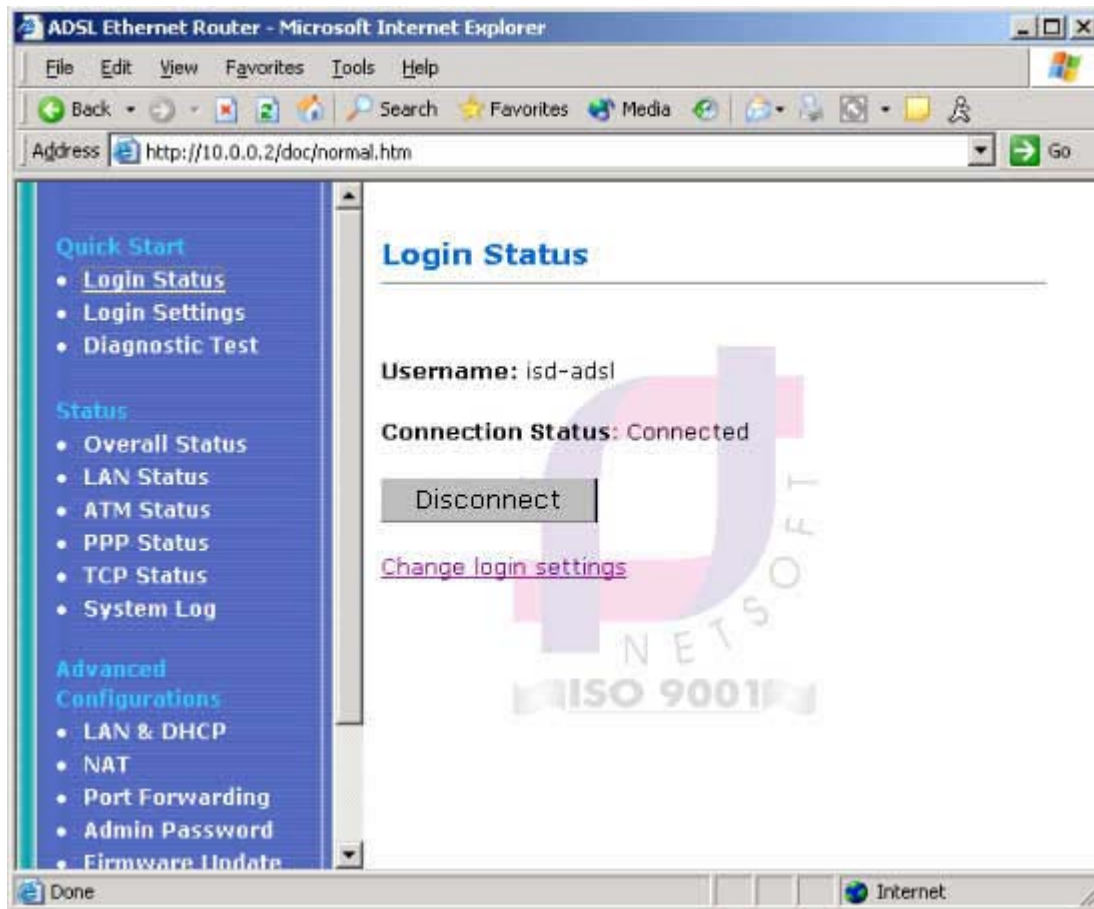 ADSL Ethernet Router - Microsoft Internet Explorer
File Edit View Favorites Tools Help
Back Search Favorites Media
Address http://10.0.0.2/doc/normal.htm Go
Quick Start
• Login Status
• Login Settings
• Diagnostic Test
Status
• Overall Status
• LAN Status
• ATM Status
• PPP Status
• TCP Status
• System Log
Advanced
Configurations
• LAN & DHCP
• NAT
• Port Forwarding
• Admin Password
• Firmware Update
Login Status
Username: isd-adsl
Connection Status: Connected
Disconnect
Change login settings
NETSOFT
ISO 9001
Done Internet